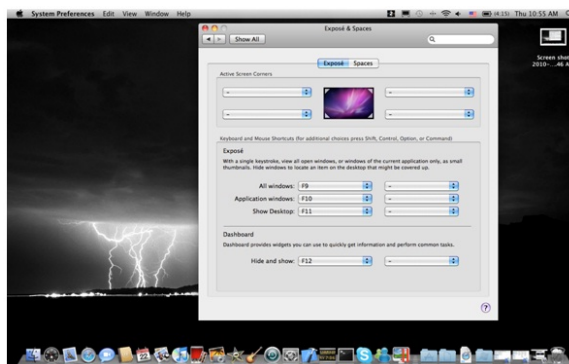 System Preferences Edit View Window Help (4:15) Thu 10:55 AM
Exposé & Spaces
Show All
Screen shot
2010-...46 A
Exposé Spaces
Active Screen Corners
- -
- -
Keyboard and Mouse Shortcuts (for additional choices press Shift, Control, Option, or Command)
Exposé
With a single keystroke, view all open windows, or windows of the current application only, as small
thumbnails. Hide windows to locate an item on the desktop that might be covered up.
All windows: F9 -
Application windows: F10 -
Show Desktop: F11 -
Dashboard
Dashboard provides widgets you can use to quickly get information and perform common tasks.
Hide and show: F12 -
?